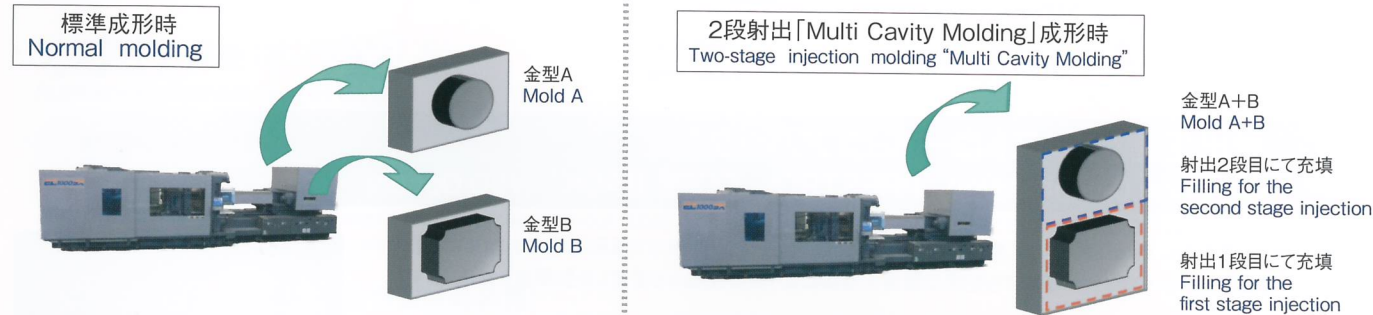 標準成形時
Normal molding
金型A
Mold A
金型B
Mold B
2段射出「Multi Cavity Molding」成形時
Two-stage injection molding “Multi Cavity Molding”
金型A＋B
Mold A+B
射出2段目にて充填
Filling for the
second stage injection
射出1段目にて充填
Filling for the
first stage injection